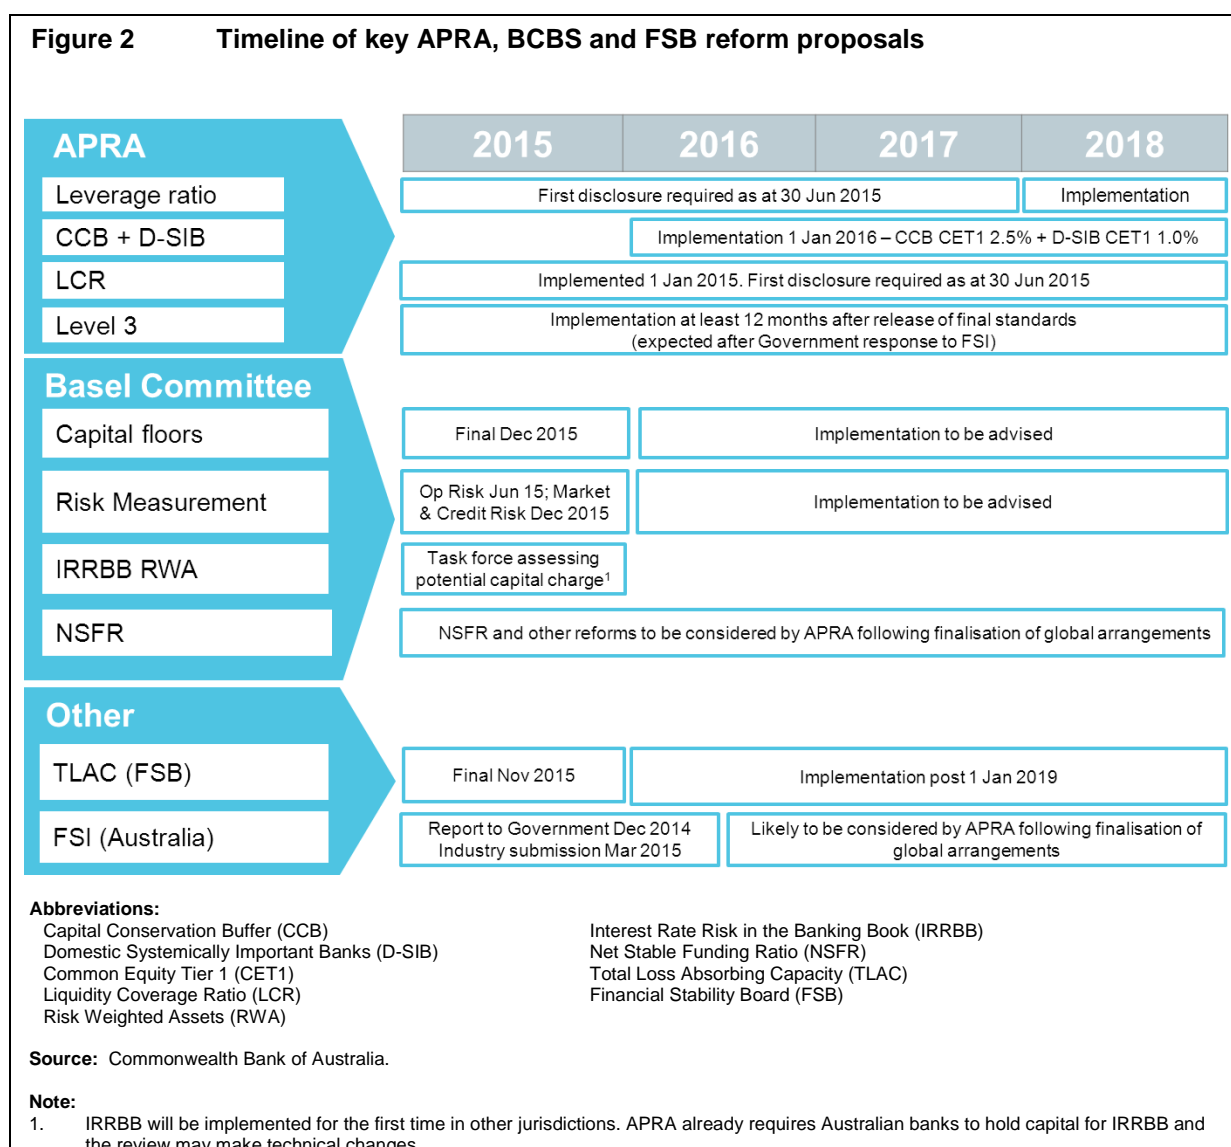 Figure 2 Timeline of key APRA, BCBS and FSB reform proposals
APRA 2015 2016 2017 2018
Leverage ratio First disclosure required as at 30 Jun 2015 Implementation
CCB + D-SIB Implementation 1 Jan 2016 – CCB CET1 2.5% + D-SIB CET1 1.0%
LCR Implemented 1 Jan 2015. First disclosure required as at 30 Jun 2015
Level 3 Implementation at least 12 months after release of final standards
(expected after Government response to FSI)
Basel Committee
Capital floors Final Dec 2015 Implementation to be advised
Risk Measurement Op Risk Jun 15; Market
& Credit Risk Dec 2015 Implementation to be advised
IRRBB RWA Task force assessing
potential capital charge¹
NSFR NSFR and other reforms to be considered by APRA following finalisation of global arrangements
Other
TLAC (FSB) Final Nov 2015 Implementation post 1 Jan 2019
FSI (Australia) Report to Government Dec 2014
Industry submission Mar 2015 Likely to be considered by APRA following finalisation of
global arrangements
Abbreviations:
Capital Conservation Buffer (CCB)
Domestic Systemically Important Banks (D-SIB)
Common Equity Tier 1 (CET1)
Liquidity Coverage Ratio (LCR)
Risk Weighted Assets (RWA)
Interest Rate Risk in the Banking Book (IRRBB)
Net Stable Funding Ratio (NSFR)
Total Loss Absorbing Capacity (TLAC)
Financial Stability Board (FSB)
Source: Commonwealth Bank of Australia.
Note:
1. IRRBB will be implemented for the first time in other jurisdictions. APRA already requires Australian banks to hold capital for IRRBB and
the review may make technical changes